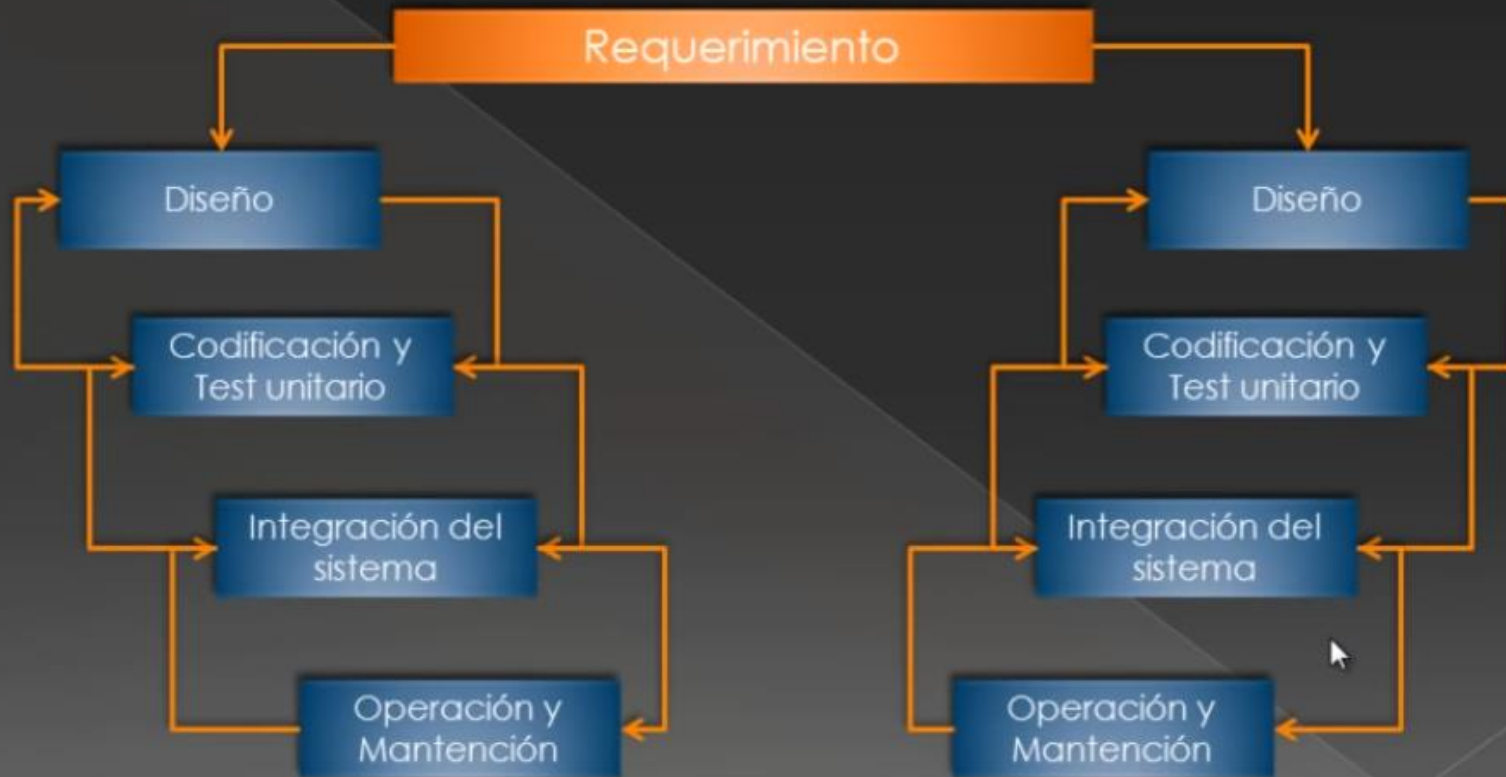 Requerimiento
Diseño
Diseño
Codificación y
Test unitario
Codificación y
Test unitario
Integración del
sistema
Integración del
sistema
Operación y
Mantención
Operación y
Mantención